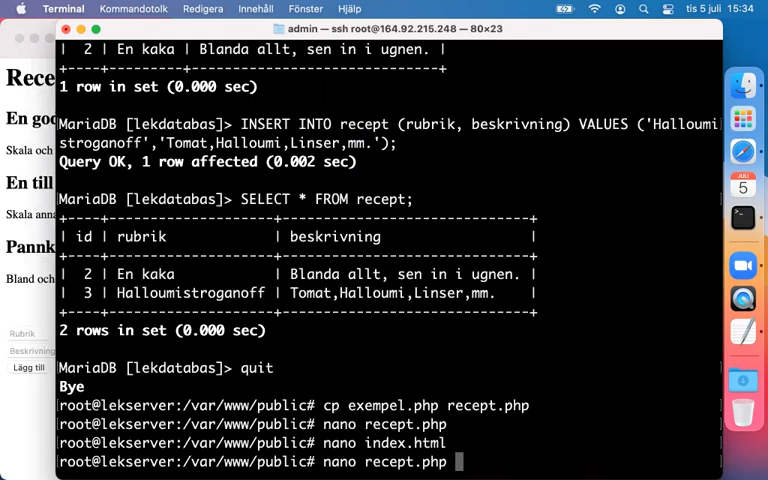 Terminal Kommandotolk Redigera Innehåll Fönster Hjälp tis 5 juli 15:34
admin — ssh root@164.92.215.248 — 80×23
| 2 | En kaka | Blanda allt, sen in i ugnen. |
+----+---------+------------------------------+
1 row in set (0.000 sec)
MariaDB [lekdatabas]> INSERT INTO recept (rubrik, beskrivning) VALUES ('Halloumi
stroganoff','Tomat,Halloumi,Linser,mm.');
Query OK, 1 row affected (0.002 sec)
MariaDB [lekdatabas]> SELECT * FROM recept;
+----+--------------------+------------------------------+
| id | rubrik | beskrivning |
+----+--------------------+------------------------------+
| 2 | En kaka | Blanda allt, sen in i ugnen. |
| 3 | Halloumistroganoff | Tomat,Halloumi,Linser,mm. |
+----+--------------------+------------------------------+
2 rows in set (0.000 sec)
MariaDB [lekdatabas]> quit
Bye
[root@lekserver:/var/www/public# cp exempel.php recept.php
[root@lekserver:/var/www/public# nano recept.php
[root@lekserver:/var/www/public# nano index.html
[root@lekserver:/var/www/public# nano recept.php
Rece
En goo
Skala och
En till
Skala anna
Pannk
Bland och
Rubrik
Beskrivning
Lägg till
JULI
5